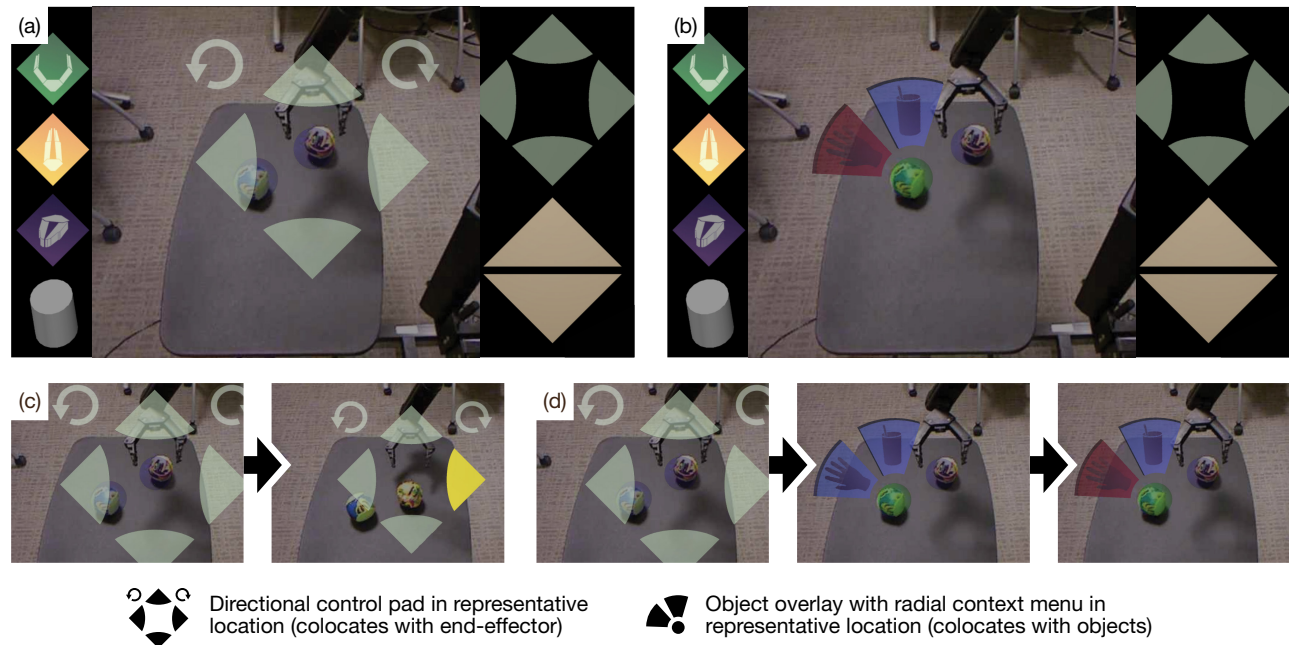 (a)
(b)
(c)
(d)
Directional control pad in representative
location (colocates with end-effector)
Object overlay with radial context menu in
representative location (colocates with objects)